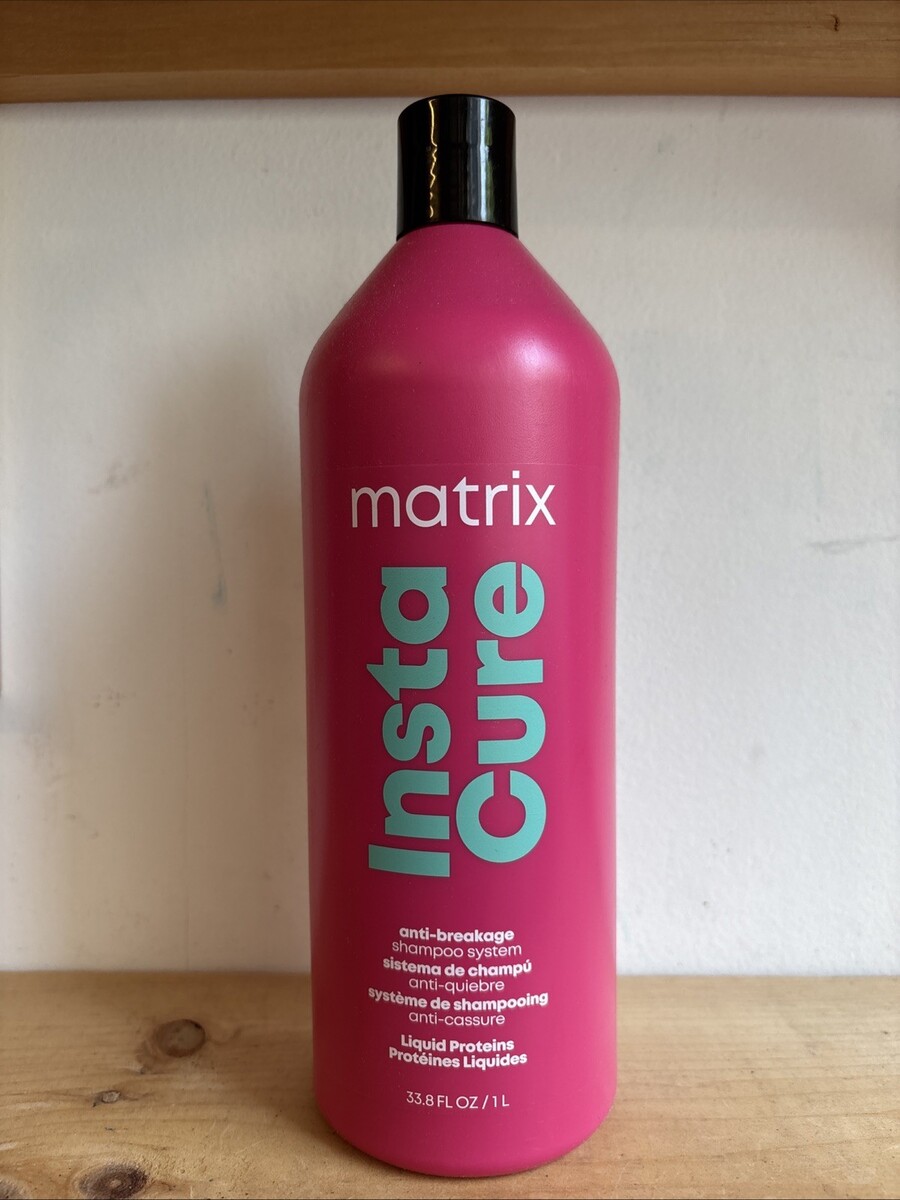 matrix
Insta
Cure
anti-breakage
shampoo system
sistema de champú
anti-quiebre
système de shampooing
anti-cassure
Liquid Proteins
Protéines Liquides
33.8 FL OZ / 1 L